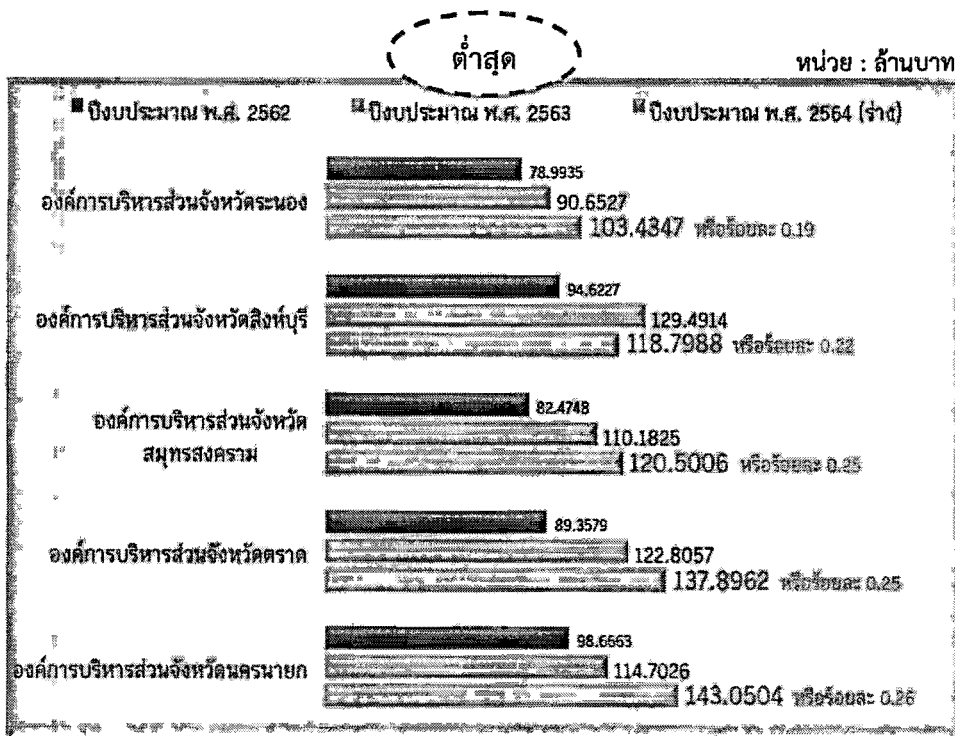 ต่ำสุด
หน่วย : ล้านบาท
ปีงบประมาณ พ.ศ. 2562 ปีงบประมาณ พ.ศ. 2563 ปีงบประมาณ พ.ศ. 2564 (ร่าง)
78.9935
องค์การบริหารส่วนจังหวัดระนอง 90.6527
103.4347 หรือร้อยละ 0.19
94.6227
องค์การบริหารส่วนจังหวัดสิงห์บุรี 129.4914
118.7988 หรือร้อยละ 0.22
82.4748
องค์การบริหารส่วนจังหวัด
สมุทรสงคราม
110.1825
120.5006 หรือร้อยละ 0.25
89.3579
องค์การบริหารส่วนจังหวัดตราด 122.8057
137.8962 หรือร้อยละ 0.25
98.6663
องค์การบริหารส่วนจังหวัดนครนายก 114.7026
143.0504 หรือร้อยละ 0.26